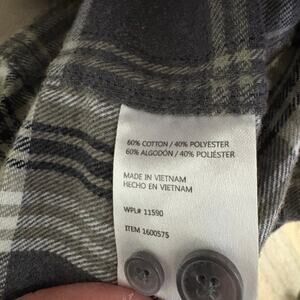 60% COTTON / 40% POLYESTER
60% ALGODÓN / 40% POLIÉSTER
MADE IN VIETNAM
HECHO EN VIETNAM
WPL# 11590
ITEM 1600575